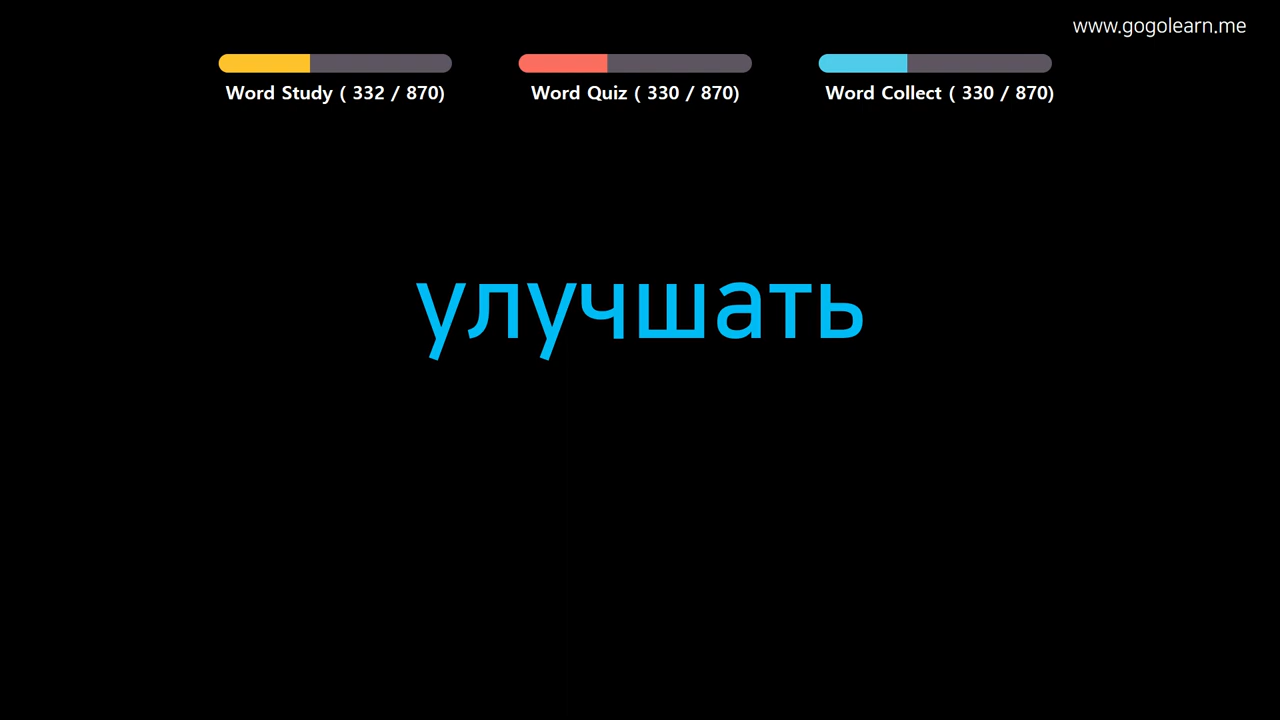 www.gogolearn.me
Word Study ( 332 / 870)
Word Quiz ( 330 / 870)
Word Collect ( 330 / 870)
улучшать